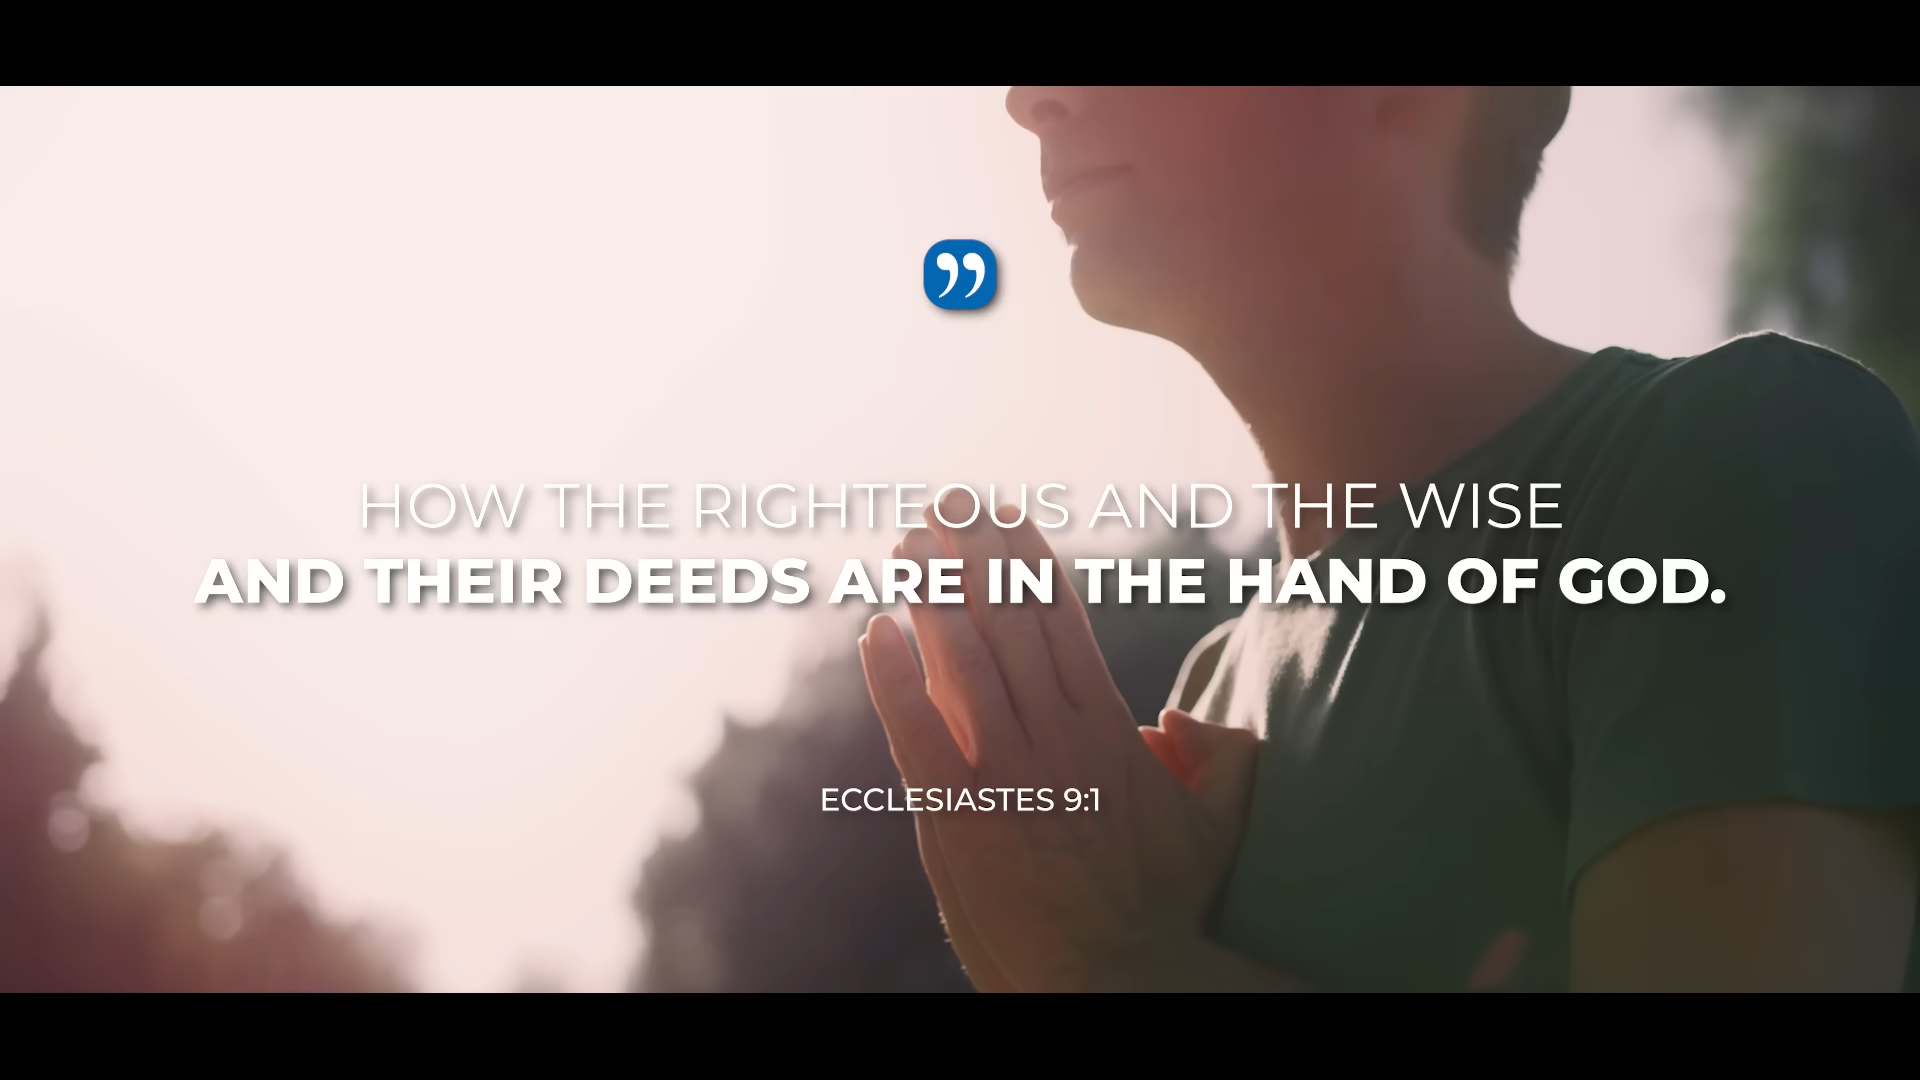 ”
HOW THE RIGHTEOUS AND THE WISE
AND THEIR DEEDS ARE IN THE HAND OF GOD.
ECCLESIASTES 9:1